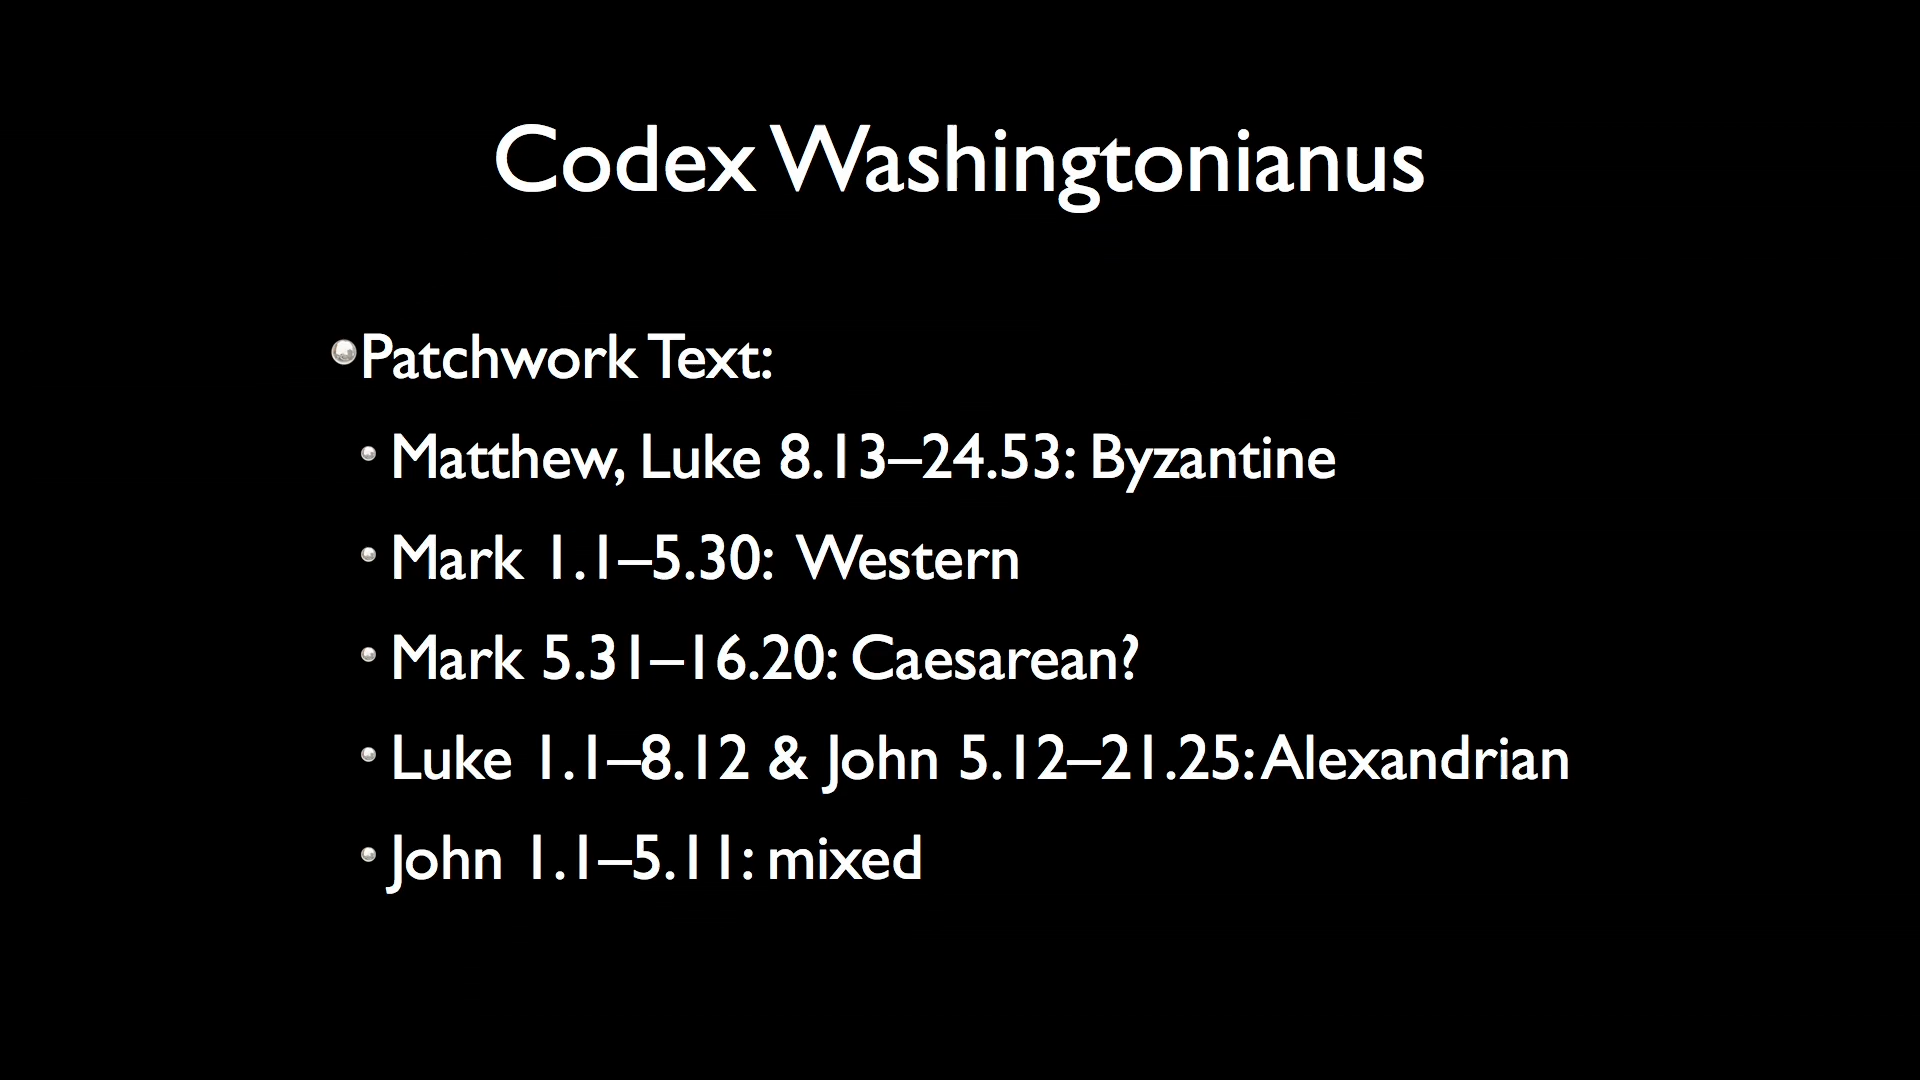 Codex Washingtonianus
Patchwork Text:
Matthew, Luke 8.13–24.53: Byzantine
Mark 1.1–5.30: Western
Mark 5.31–16.20: Caesarean?
Luke 1.1–8.12 & John 5.12–21.25: Alexandrian
John 1.1–5.11: mixed